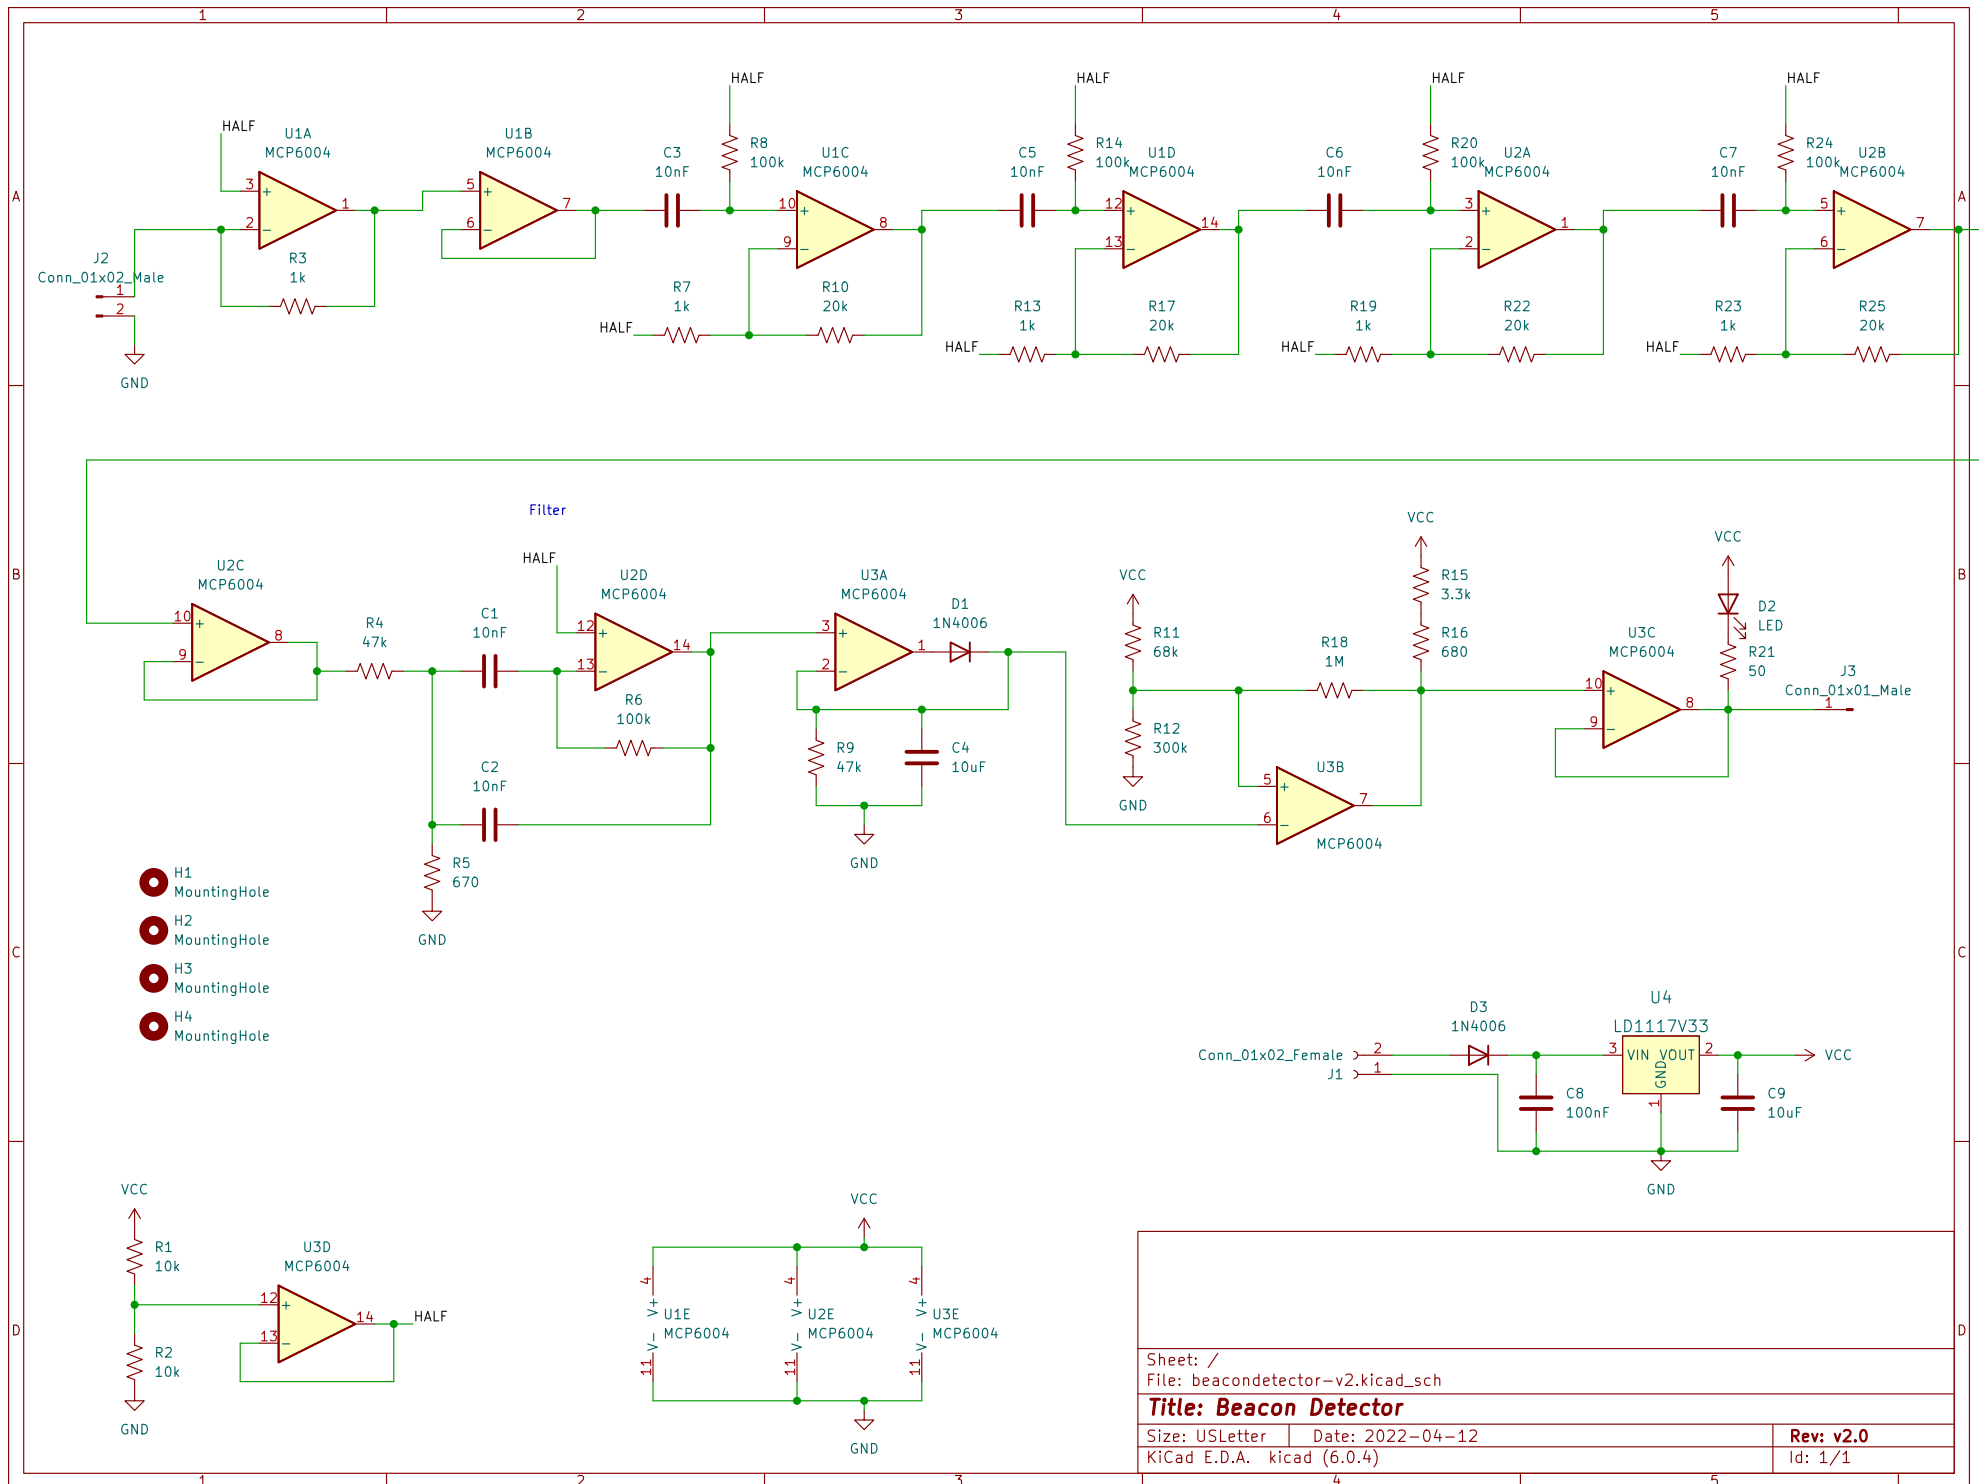 1 2 3 4 5
A A
B B
C C
D D
1 2 3 4 5
HALF
U1A
MCP6004
3
+
2
−
1
R3
1k
J2
Conn_01x02_Male
1
2
GND
U1B
MCP6004
5
+
6
−
7
C3
10nF
HALF
R8
100k
U1C
MCP6004
10
+
9
−
8
HALF
R7
1k
R10
20k
C5
10nF
HALF
R14
100k
U1D
MCP6004
12
+
13
−
14
HALF
R13
1k
R17
20k
C6
10nF
HALF
R20
100k
U2A
MCP6004
3
+
2
−
1
HALF
R19
1k
R22
20k
C7
10nF
HALF
R24
100k
U2B
MCP6004
5
+
6
−
7
HALF
R23
1k
R25
20k
Filter
U2C
MCP6004
10
+
9
−
8
R4
47k
C1
10nF
HALF
U2D
MCP6004
12
+
13
−
14
R6
100k
C2
10nF
R5
670
GND
U3A
MCP6004
3
+
2
−
1
D1
1N4006
R9
47k
C4
10uF
GND
VCC
R11
68k
R12
300k
GND
R18
1M
VCC
R15
3.3k
R16
680
U3B
5
+
6
−
7
MCP6004
U3C
MCP6004
10
+
9
−
8
VCC
D2
LED
R21
50
J3
Conn_01x01_Male
1
H1
MountingHole
H2
MountingHole
H3
MountingHole
H4
MountingHole
Conn_01x02_Female
J1
2
1
D3
1N4006
C8
100nF
U4
LD1117V33
3
VIN VOUT
GND
2
1
VCC
C9
10uF
GND
VCC
R1
10k
R2
10k
GND
U3D
MCP6004
12
+
13
−
14
HALF
VCC
4
V+
V−
11
U1E
MCP6004
4
V+
V−
11
U2E
MCP6004
4
V+
V−
11
U3E
MCP6004
GND
Sheet: /
File: beacondetector-v2.kicad_sch
Title: Beacon Detector
Size: USLetter Date: 2022-04-12 Rev: v2.0
KiCad E.D.A. kicad (6.0.4) Id: 1/1